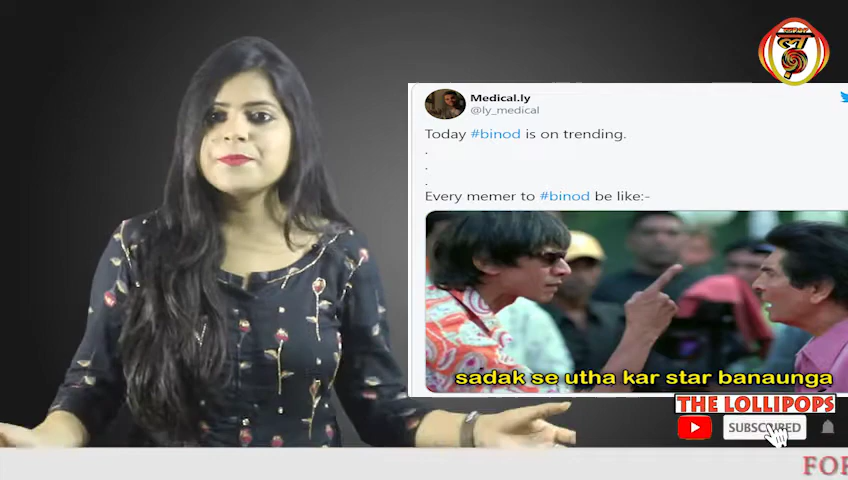 Medical.ly
@ly_medical
Today #binod is on trending.
.
.
.
Every memer to #binod be like:-
sadak se utha kar star banaunga
THE LOLLIPOPS
SUBSCRIBED
FOR